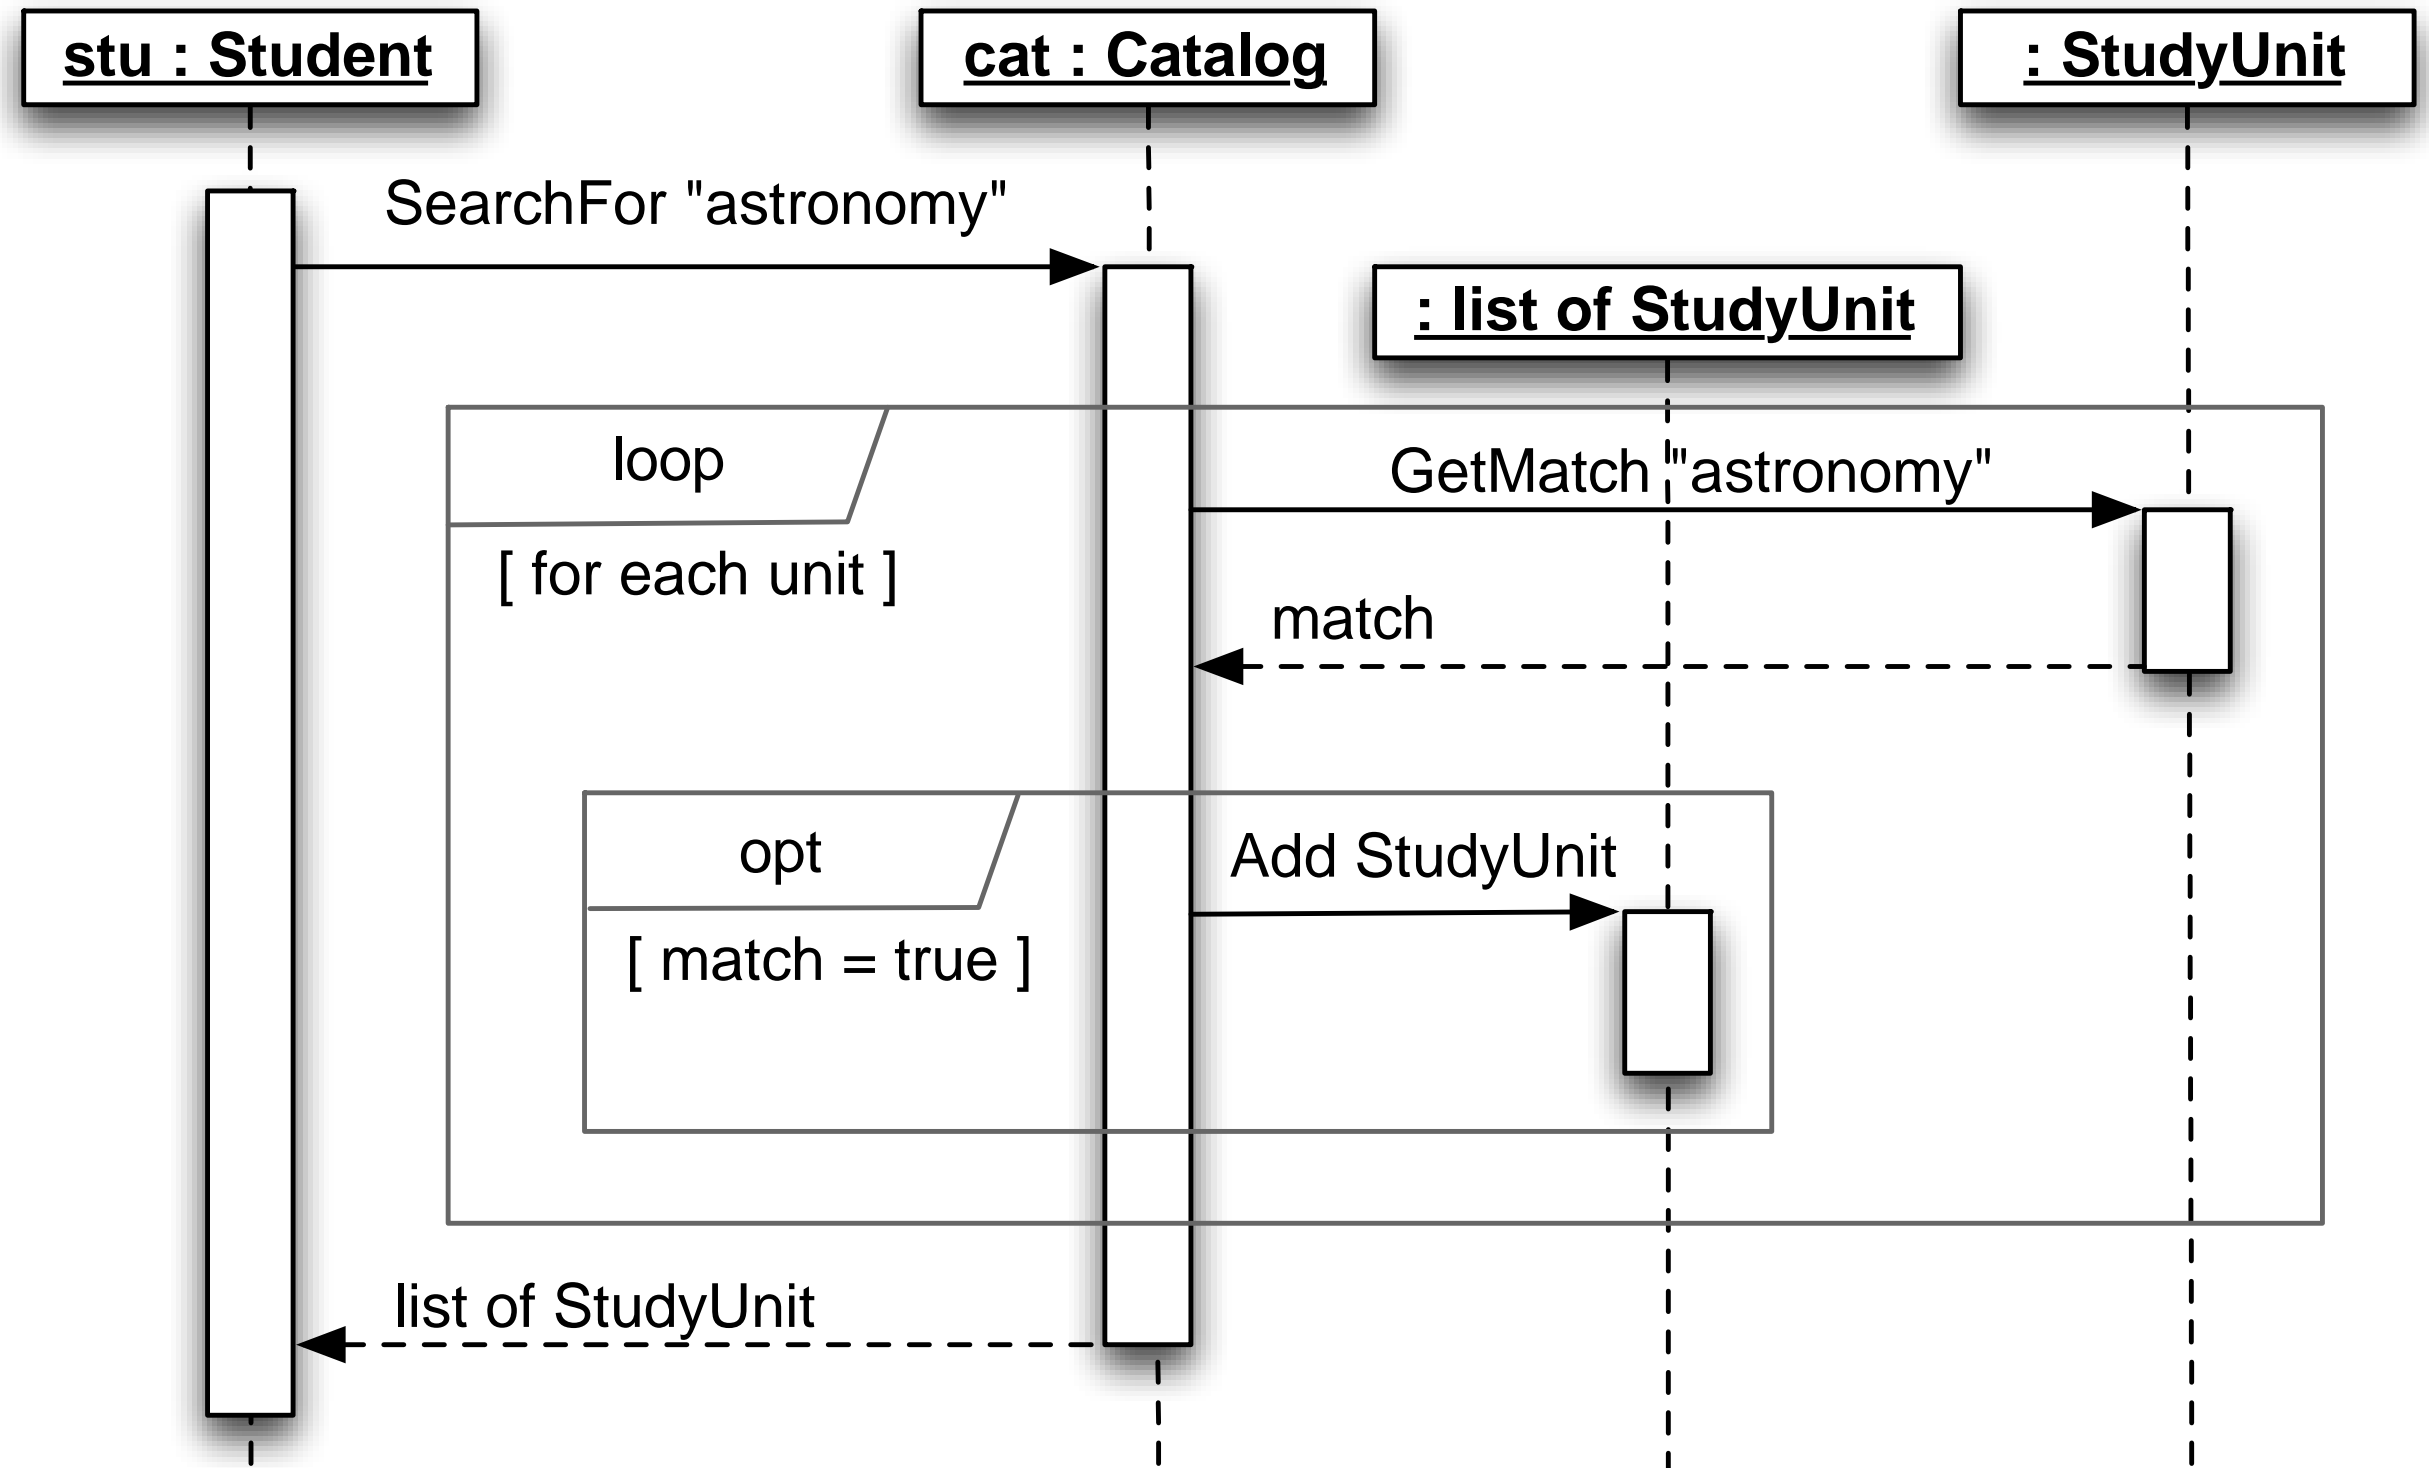 stu : Student
cat : Catalog
: StudyUnit
SearchFor "astronomy"
: list of StudyUnit
loop
GetMatch "astronomy"
[ for each unit ]
match
opt
Add StudyUnit
[ match = true ]
list of StudyUnit